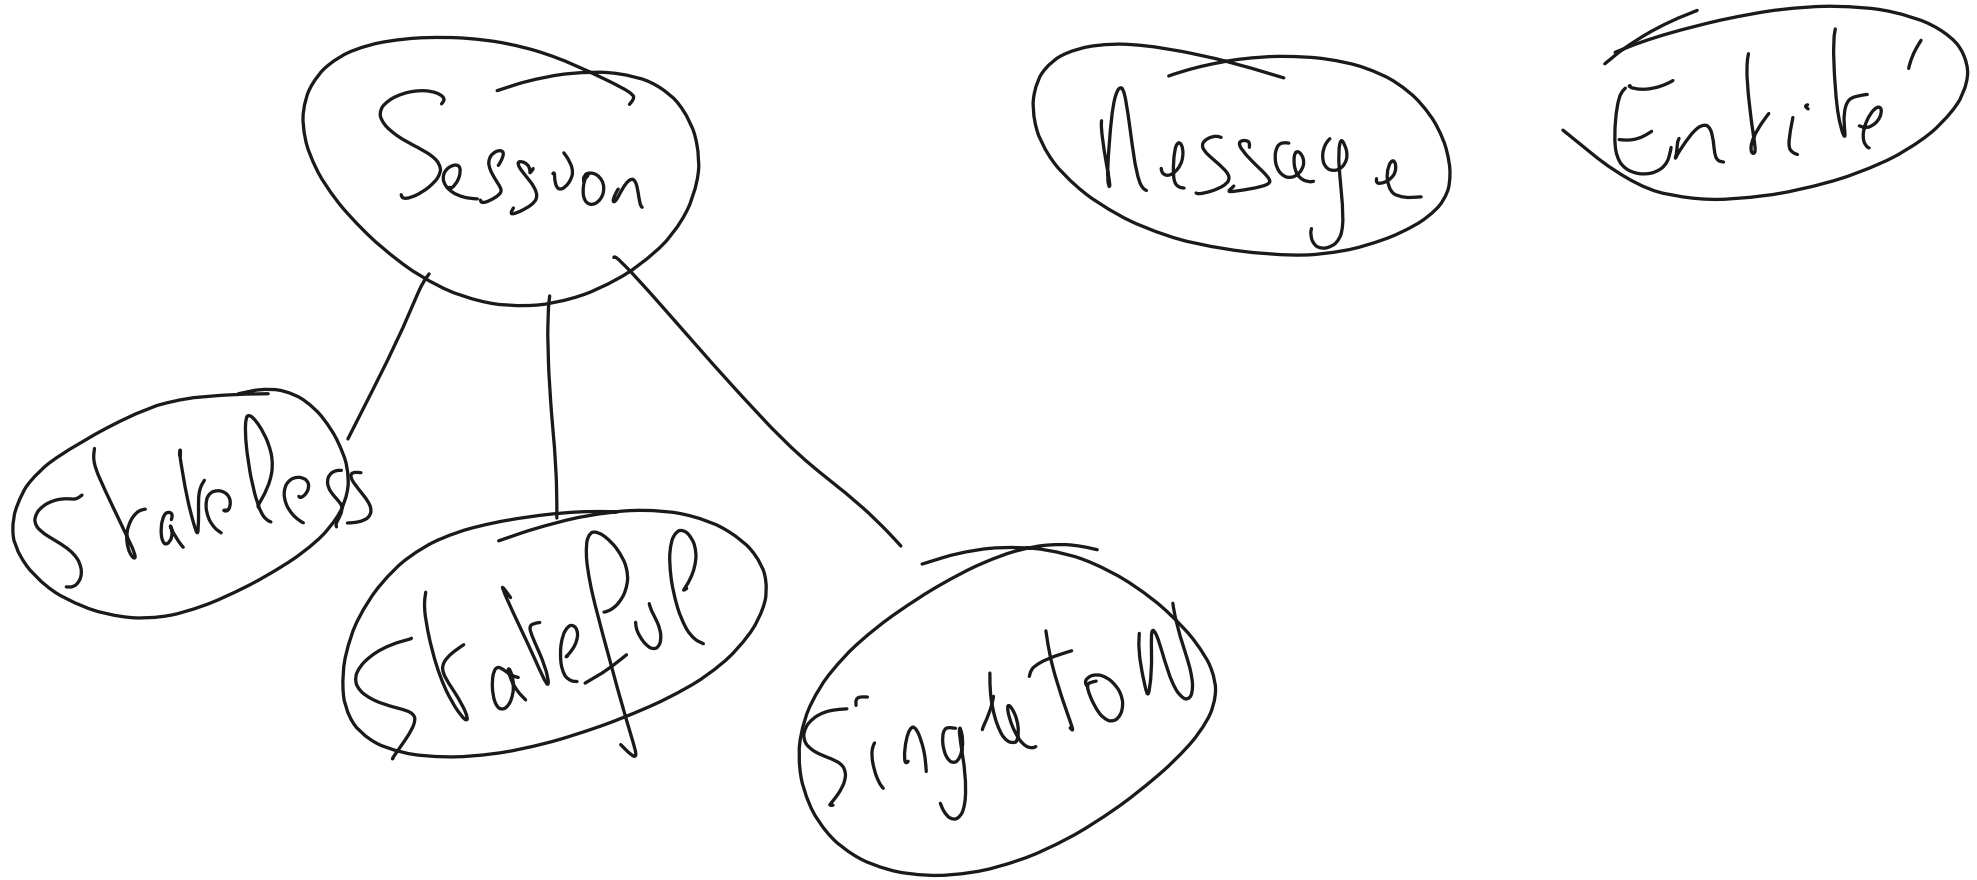 Session
Message
Entité
Stateless
Stateful
Singleton